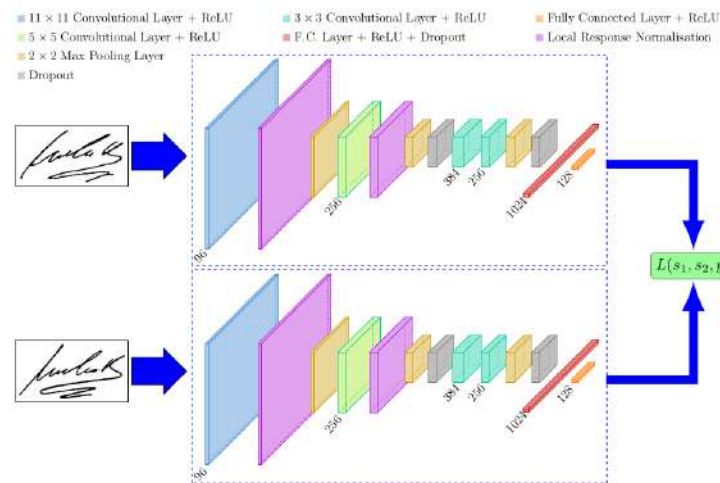 11 × 11 Convolutional Layer + ReLU
3 × 3 Convolutional Layer + ReLU
Fully Connected Layer + ReLU
5 × 5 Convolutional Layer + ReLU
F.C. Layer + ReLU + Dropout
Local Response Normalisation
2 × 2 Max Pooling Layer
Dropout
96
256
384
256
1024
128
L(s₁, s₂,
96
256
384
256
1024
128